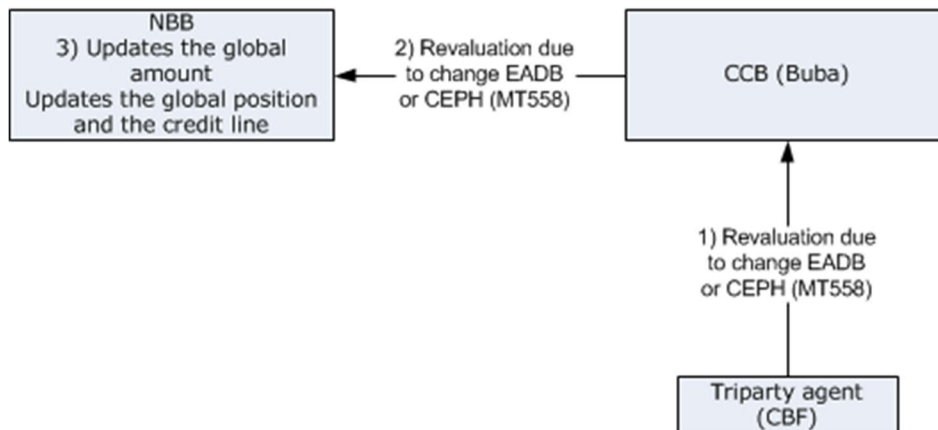 NBB
3) Updates the global
amount
Updates the global position
and the credit line
2) Revaluation due
to change EADB
or CEPH (MT558)
CCB (Buba)
1) Revaluation due
to change EADB
or CEPH (MT558)
Triparty agent
(CBF)